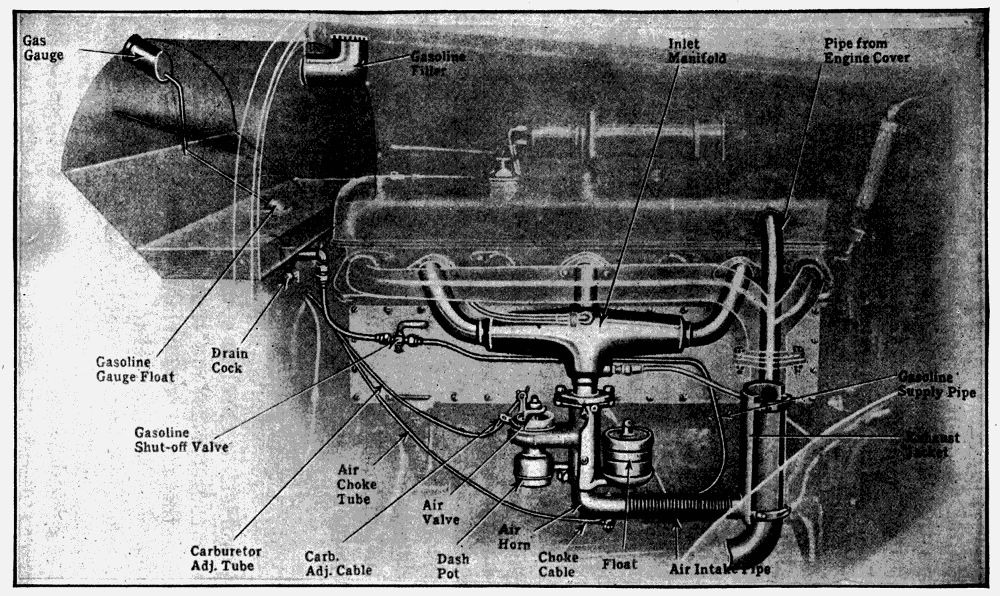 Gas
Gauge
Gasoline
Filler
Inlet
Manifold
Pipe from
Engine Cover
Gasoline
Gauge Float
Drain
Cock
Gasoline
Supply Pipe
Gasoline
Shut-off Valve
Exhaust
Jacket
Air
Choke
Tube
Air
Valve
Air
Horn
Carburetor
Adj. Tube
Carb.
Adj. Cable
Dash
Pot
Choke
Cable
Float
Air Intake Pipe